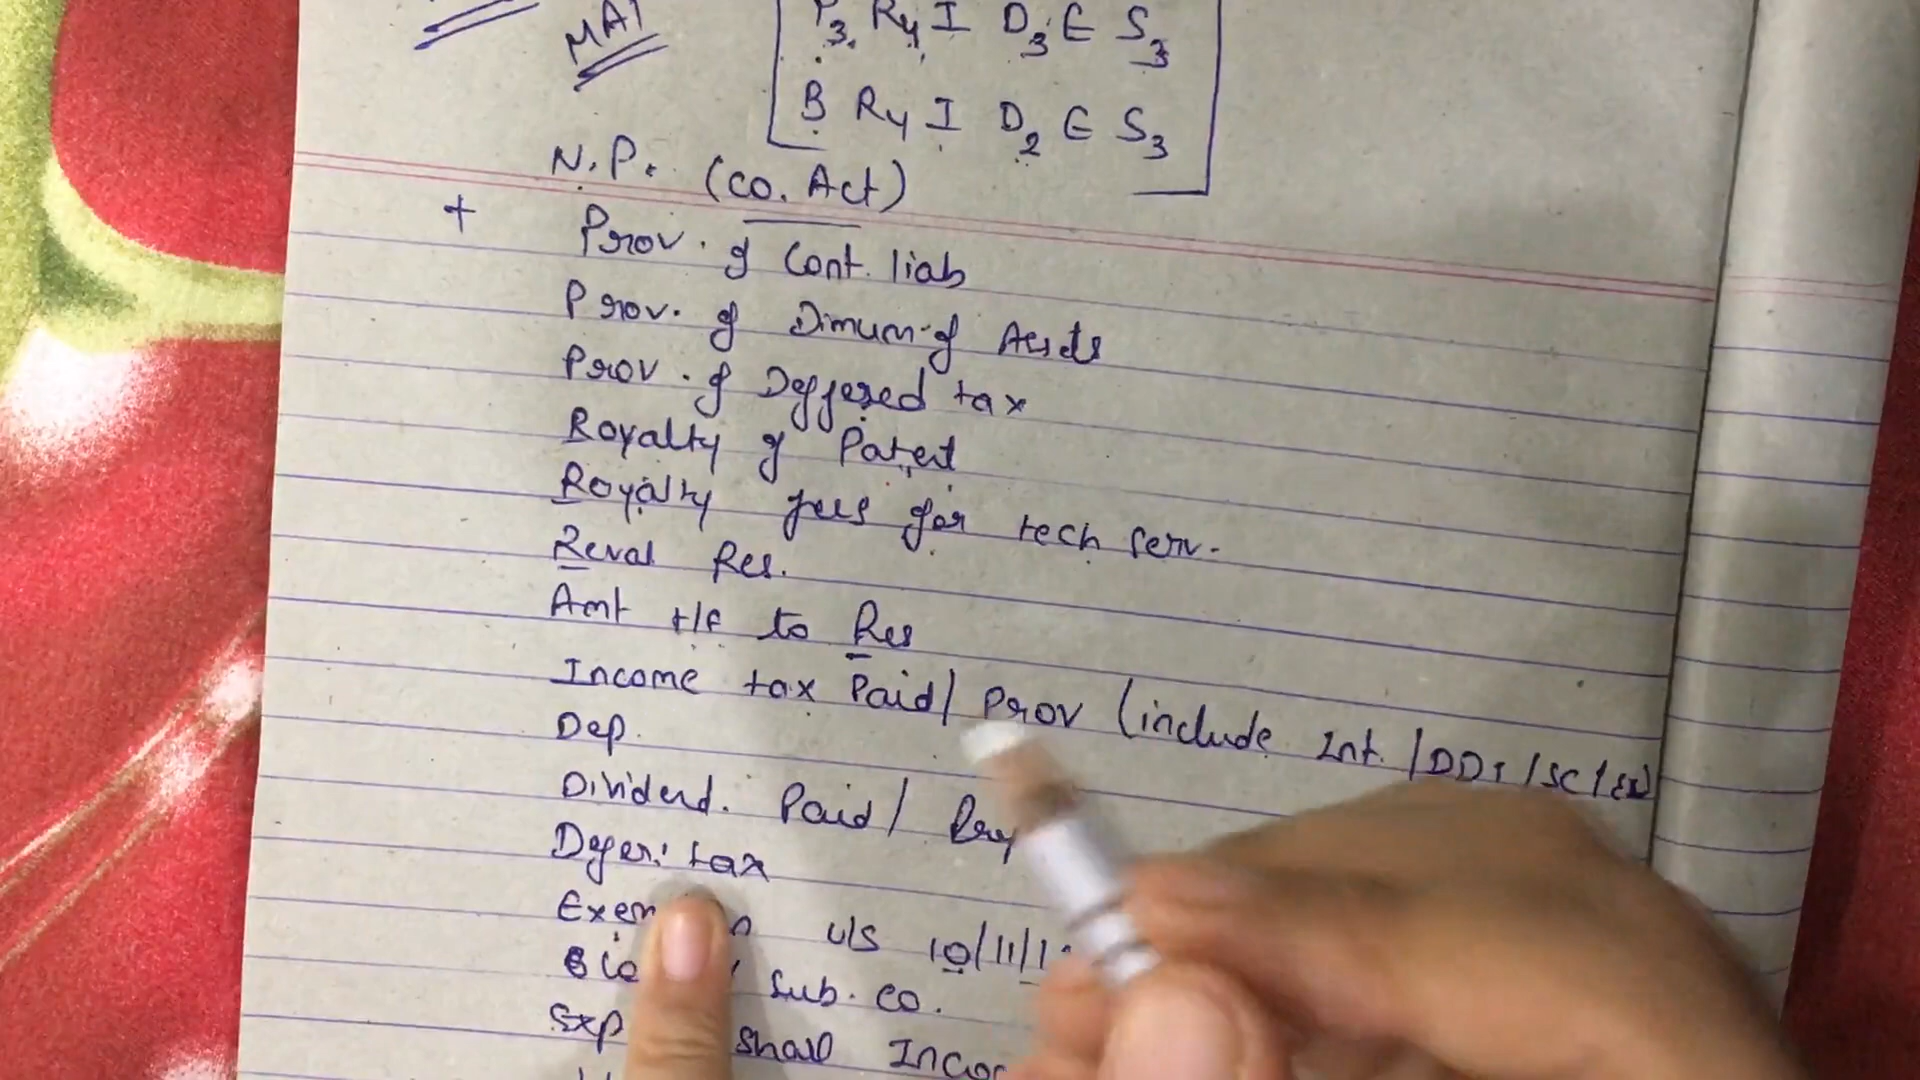 MAT
P3 R4 I D3 E S3
B R4 I D2 E S3
N.P. (Co. Act)
+ Prov. of Cont. liab
Prov. of Dimun. of Assets
Prov. of Deffered tax
Royalty of Patent
Royalty fees for tech serv.
Reval Res.
Amt t/f to Res
Income tax Paid/ Prov (include Int. /DDT /SC/
Dep.
Dividend. Paid/
Defer. tax
u/s 10/11/
Sub. co.
Exp shall